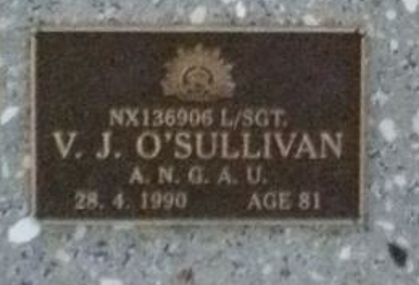 NX136906 L/SGT.
V. J. O'SULLIVAN
A. N. G. A. U.
28. 4. 1990 AGE 81